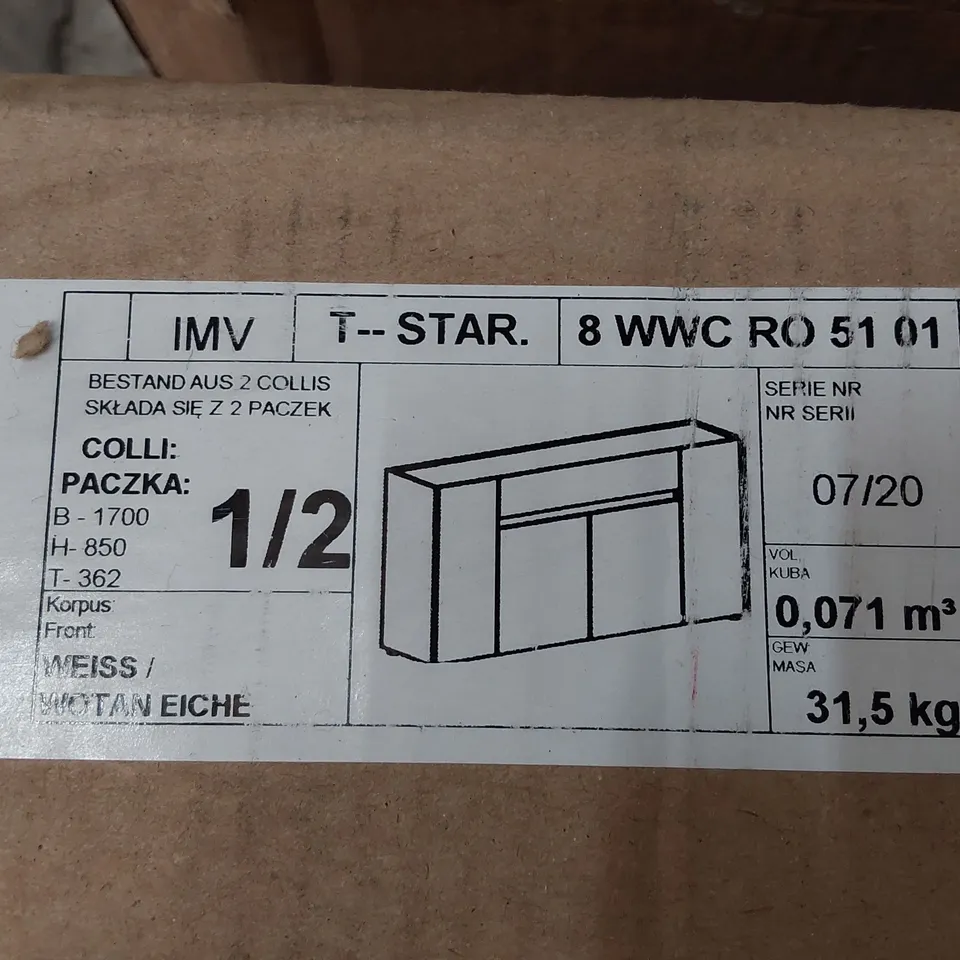 IMV T-- STAR. 8 WWC RO 51 01
BESTAND AUS 2 COLLIS
SKŁADA SIĘ Z 2 PACZEK
COLLI:
PACZKA:
1/2
B - 1700
H- 850
T- 362
Korpus:
Front:
WEISS /
WOTAN EICHE
SERIE NR
NR SERII
07/20
VOL.
KUBA
0,071 m³
GEW
MASA
31,5 kg